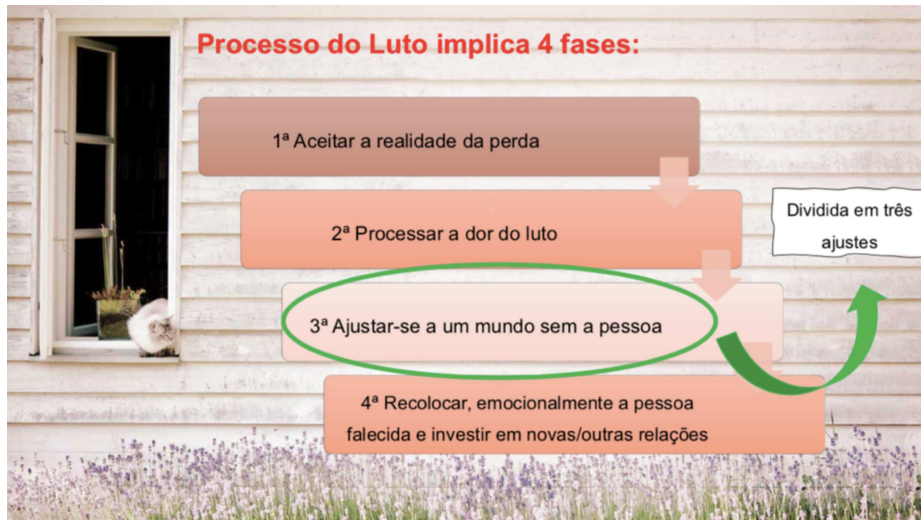 Processo do Luto implica 4 fases:
1ª Aceitar a realidade da perda
2ª Processar a dor do luto
Dividida em três
ajustes
3ª Ajustar-se a um mundo sem a pessoa
4ª Recolocar, emocionalmente a pessoa
falecida e investir em novas/outras relações